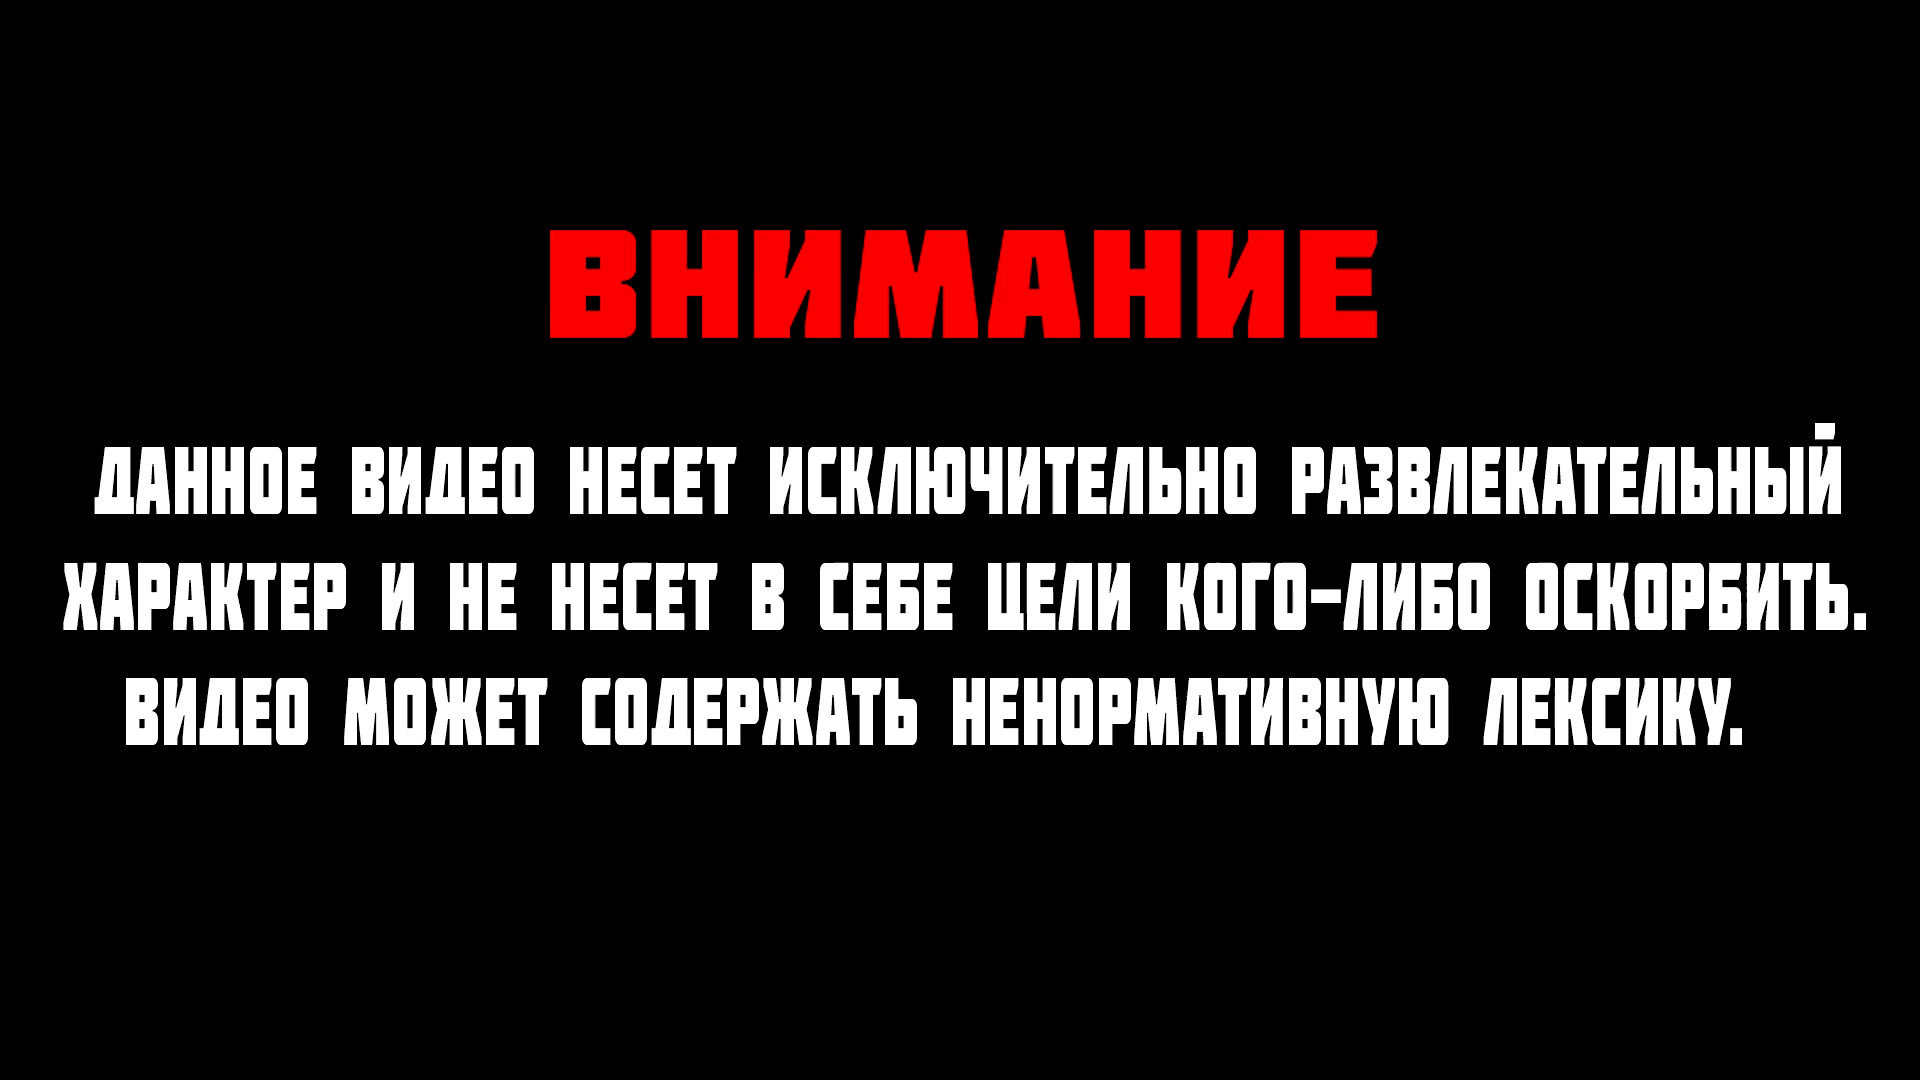 ВНИМАНИЕ
ДАННОЕ ВИДЕО НЕСЕТ ИСКЛЮЧИТЕЛЬНО РАЗВЛЕКАТЕЛЬНЫЙ
ХАРАКТЕР И НЕ НЕСЕТ В СЕБЕ ЦЕЛИ КОГО-ЛИБО ОСКОРБИТЬ.
ВИДЕО МОЖЕТ СОДЕРЖАТЬ НЕНОРМАТИВНУЮ ЛЕКСИКУ.